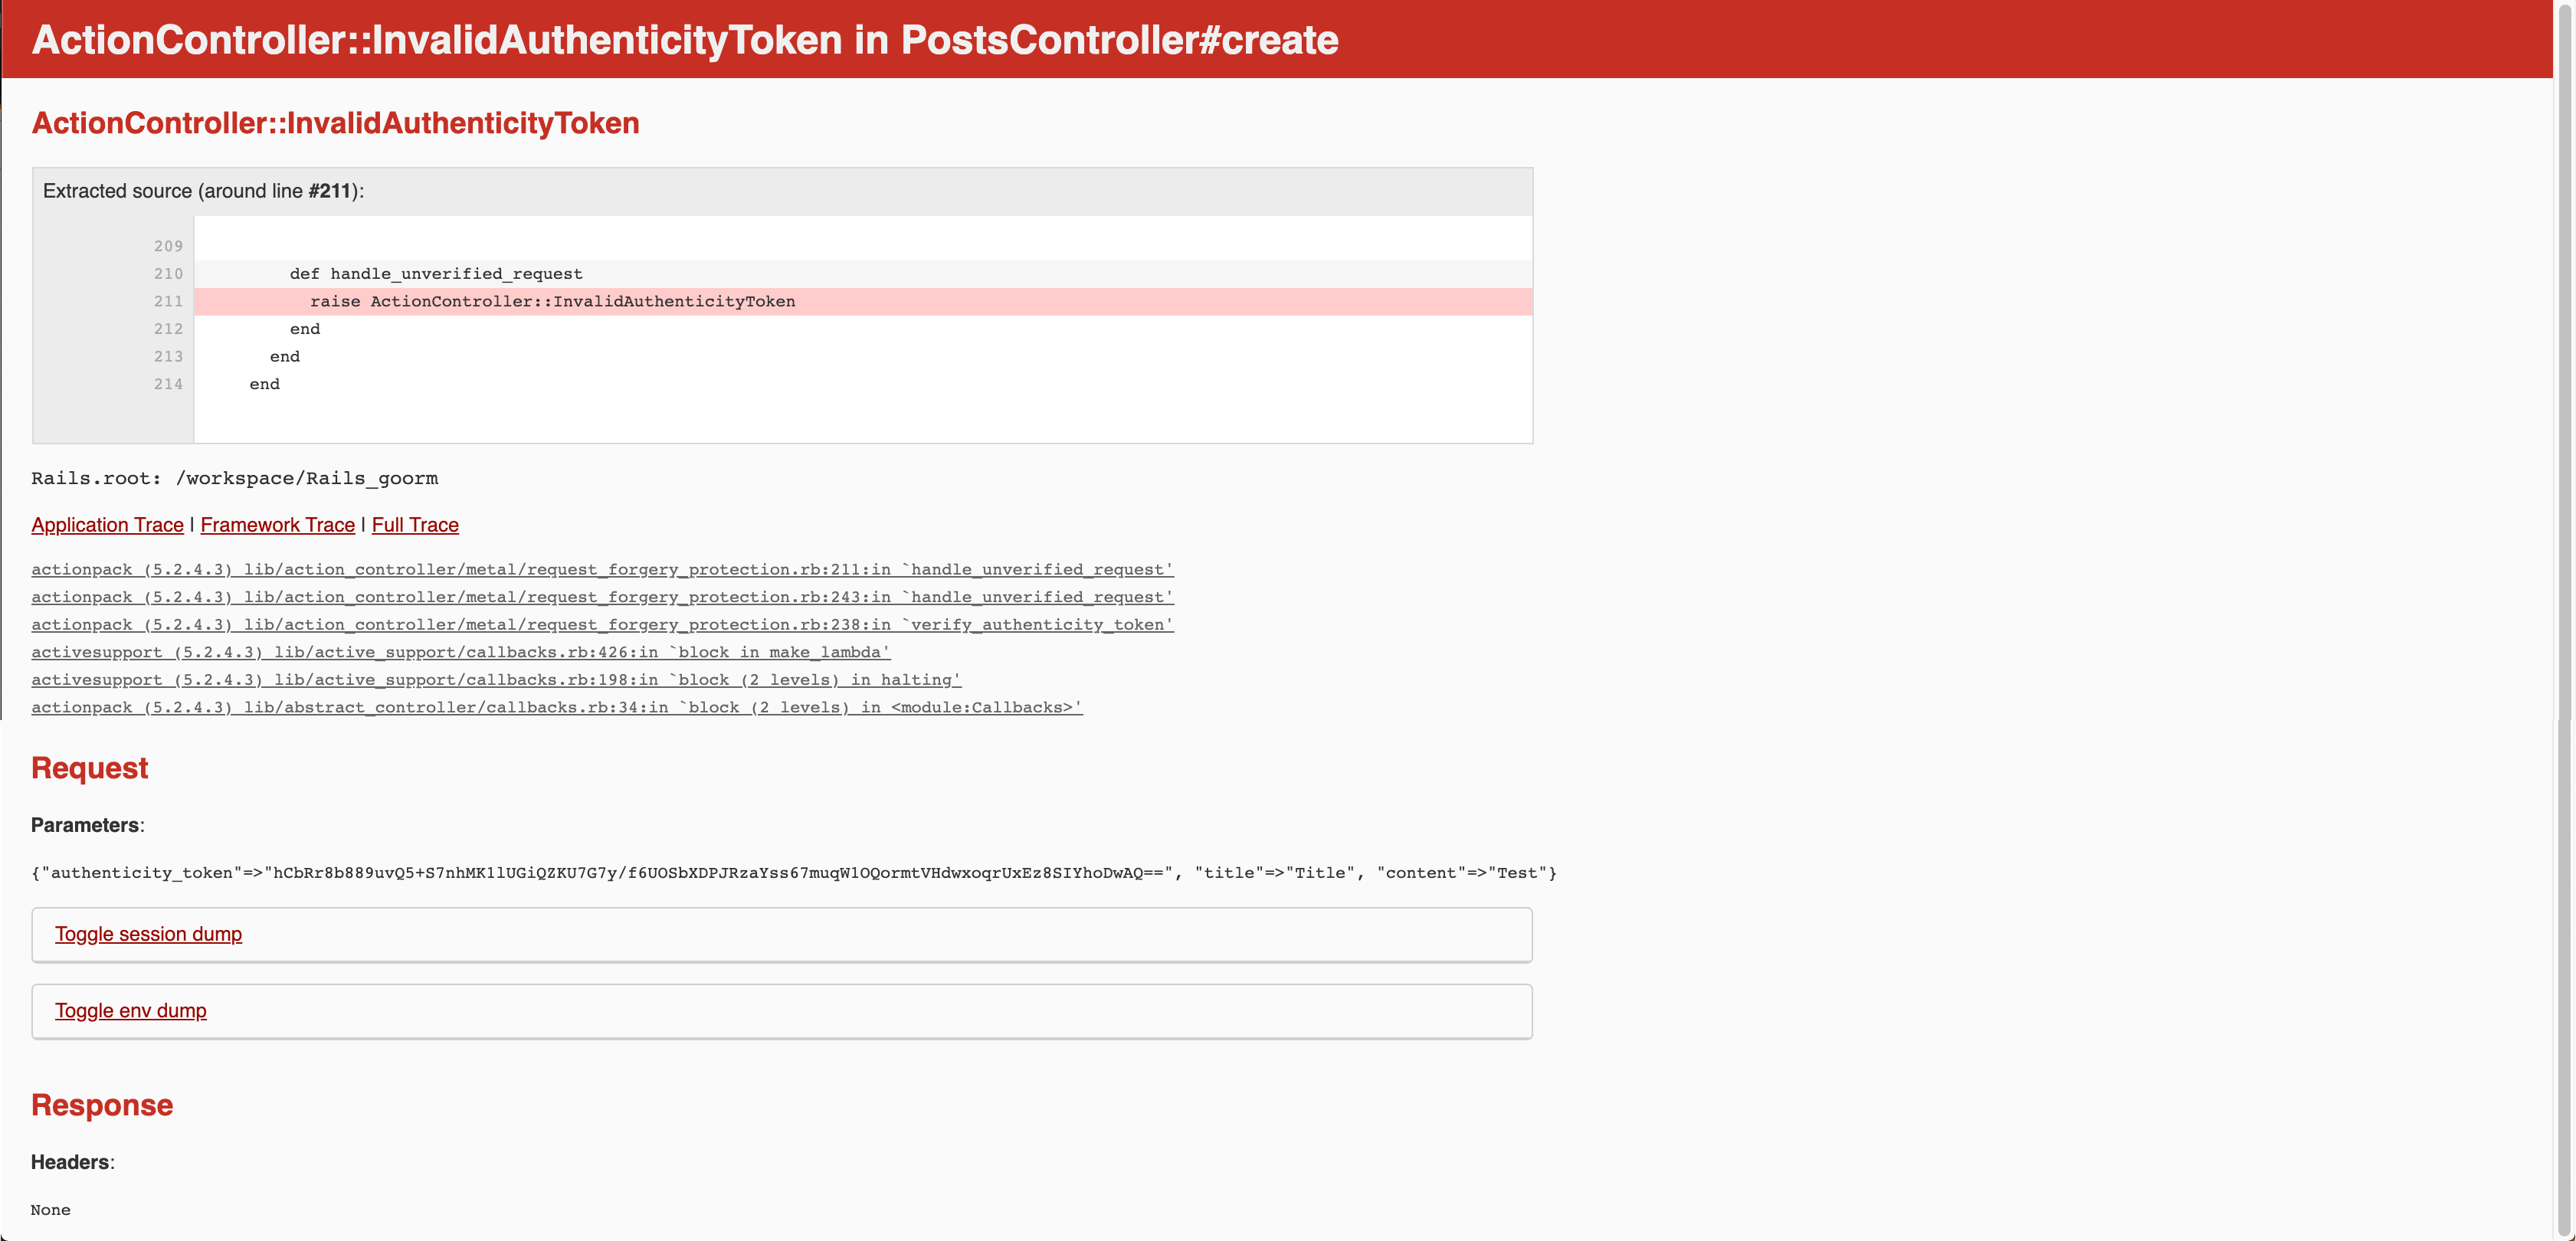 ActionController::InvalidAuthenticityToken in PostsController#create
ActionController::InvalidAuthenticityToken
Extracted source (around line #211):
209
210 def handle_unverified_request
211 raise ActionController::InvalidAuthenticityToken
212 end
213 end
214 end
Rails.root: /workspace/Rails_goorm
Application Trace | Framework Trace | Full Trace
actionpack (5.2.4.3) lib/action_controller/metal/request_forgery_protection.rb:211:in `handle_unverified_request'
actionpack (5.2.4.3) lib/action_controller/metal/request_forgery_protection.rb:243:in `handle_unverified_request'
actionpack (5.2.4.3) lib/action_controller/metal/request_forgery_protection.rb:238:in `verify_authenticity_token'
activesupport (5.2.4.3) lib/active_support/callbacks.rb:426:in `block in make_lambda'
activesupport (5.2.4.3) lib/active_support/callbacks.rb:198:in `block (2 levels) in halting'
actionpack (5.2.4.3) lib/abstract_controller/callbacks.rb:34:in `block (2 levels) in <module:Callbacks>'
Request
Parameters:
{"authenticity_token"=>"hCbRr8b889uvQ5+S7nhMK1lUGiQZKU7G7y/f6UOSbXDPJRzaYss67muqW1OQormtVHdwxoqrUxEz8SIYhoDwAQ==", "title"=>"Title", "content"=>"Test"}
Toggle session dump
Toggle env dump
Response
Headers:
None